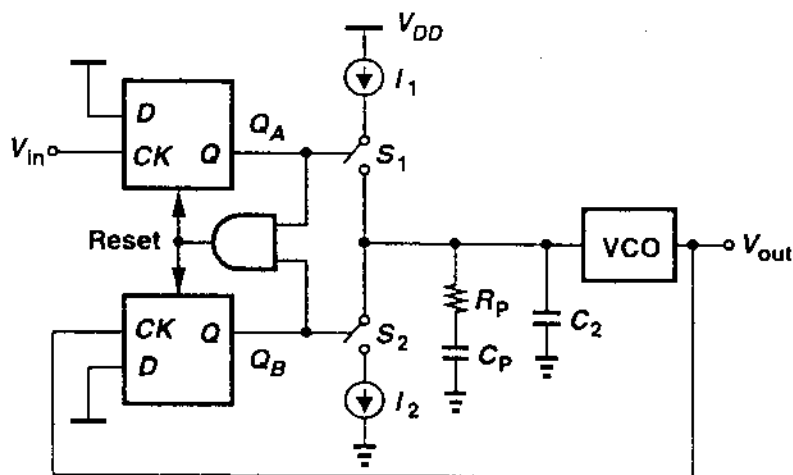 V_DD
I_1
D
Q_A
V_in
CK
Q
S_1
Reset
VCO
V_out
R_P
C_2
CK
Q
S_2
C_P
D
Q_B
I_2